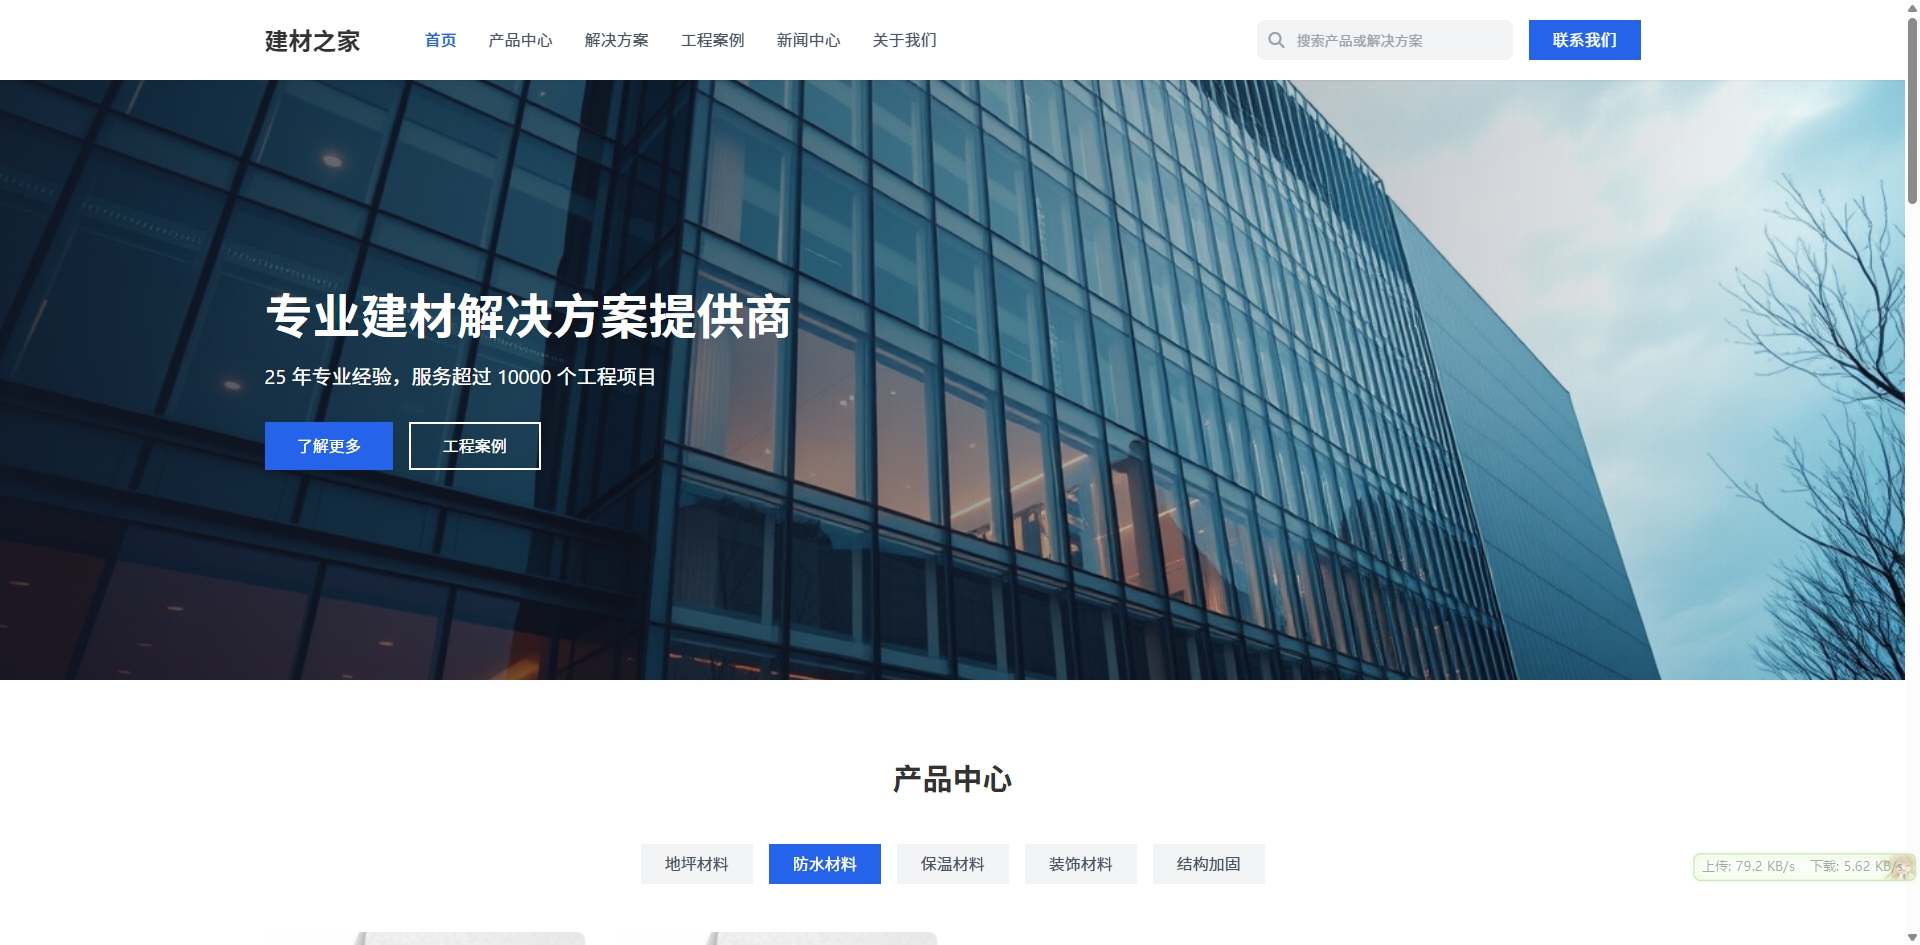 建材之家
首页 产品中心 解决方案 工程案例 新闻中心 关于我们
搜索产品或解决方案
联系我们
专业建材解决方案提供商
25 年专业经验，服务超过 10000 个工程项目
了解更多 工程案例
产品中心
地坪材料 防水材料 保温材料 装饰材料 结构加固
上传: 79.2 KB/s 下载: 5.62 KB/s